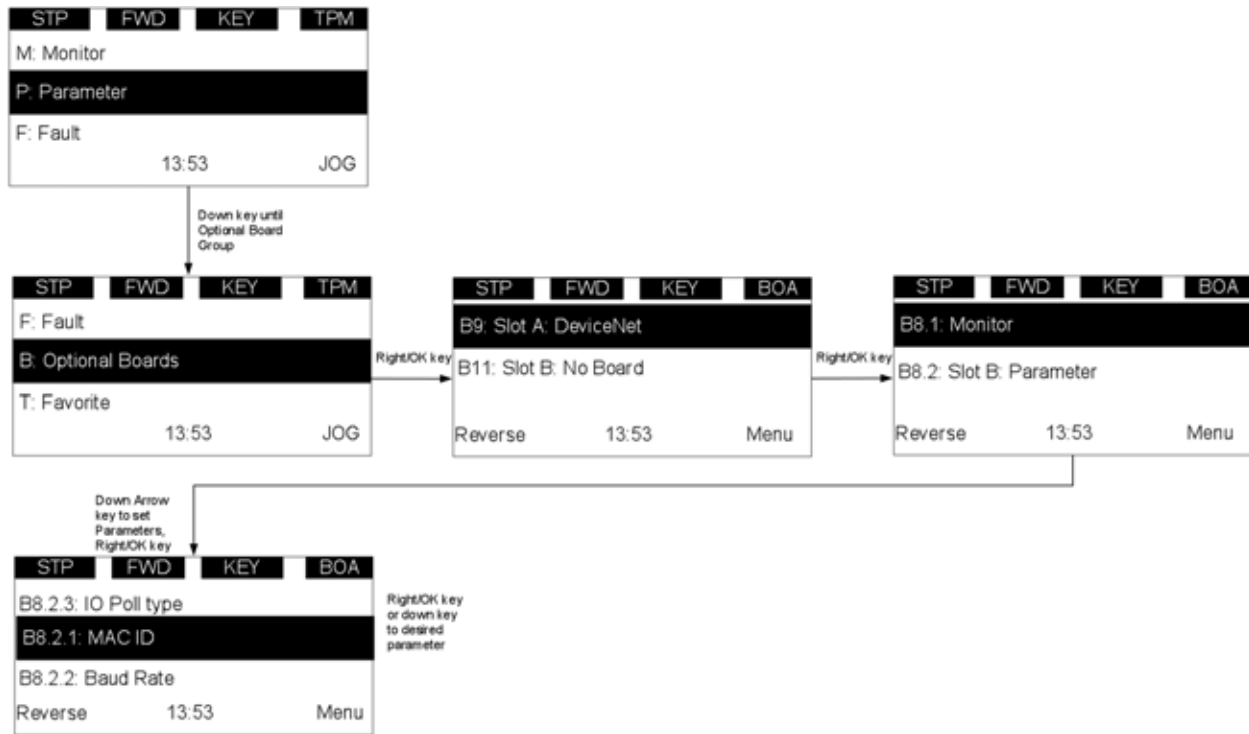 STP FWD KEY TPM
M: Monitor
P: Parameter
F: Fault
13:53 JOG
Down key until
Optional Board
Group
STP FWD KEY TPM
F: Fault
B: Optional Boards
T: Favorite
13:53 JOG
Right/OK key
STP FWD KEY BOA
B9: Slot A: DeviceNet
B11: Slot B: No Board
Reverse 13:53 Menu
Right/OK key
STP FWD KEY BOA
B8.1: Monitor
B8.2: Slot B: Parameter
Reverse 13:53 Menu
Down Arrow
key to set
Parameters,
Right/OK key
STP FWD KEY BOA
B8.2.3: IO Poll type
B8.2.1: MAC ID
B8.2.2: Baud Rate
Reverse 13:53 Menu
Right/OK key
or down key
to desired
parameter